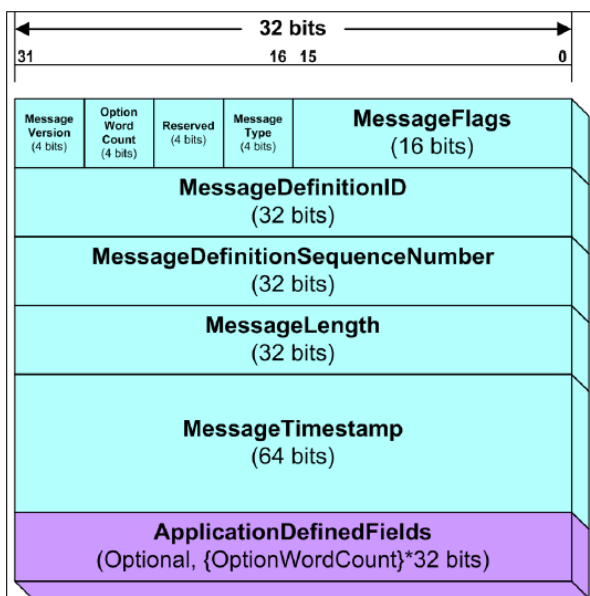 32 bits
31 16 15 0
Message Version (4 bits)
Option Word Count (4 bits)
Reserved (4 bits)
Message Type (4 bits)
MessageFlags
(16 bits)
MessageDefinitionID
(32 bits)
MessageDefinitionSequenceNumber
(32 bits)
MessageLength
(32 bits)
MessageTimestamp
(64 bits)
ApplicationDefinedFields
(Optional, {OptionWordCount}*32 bits)